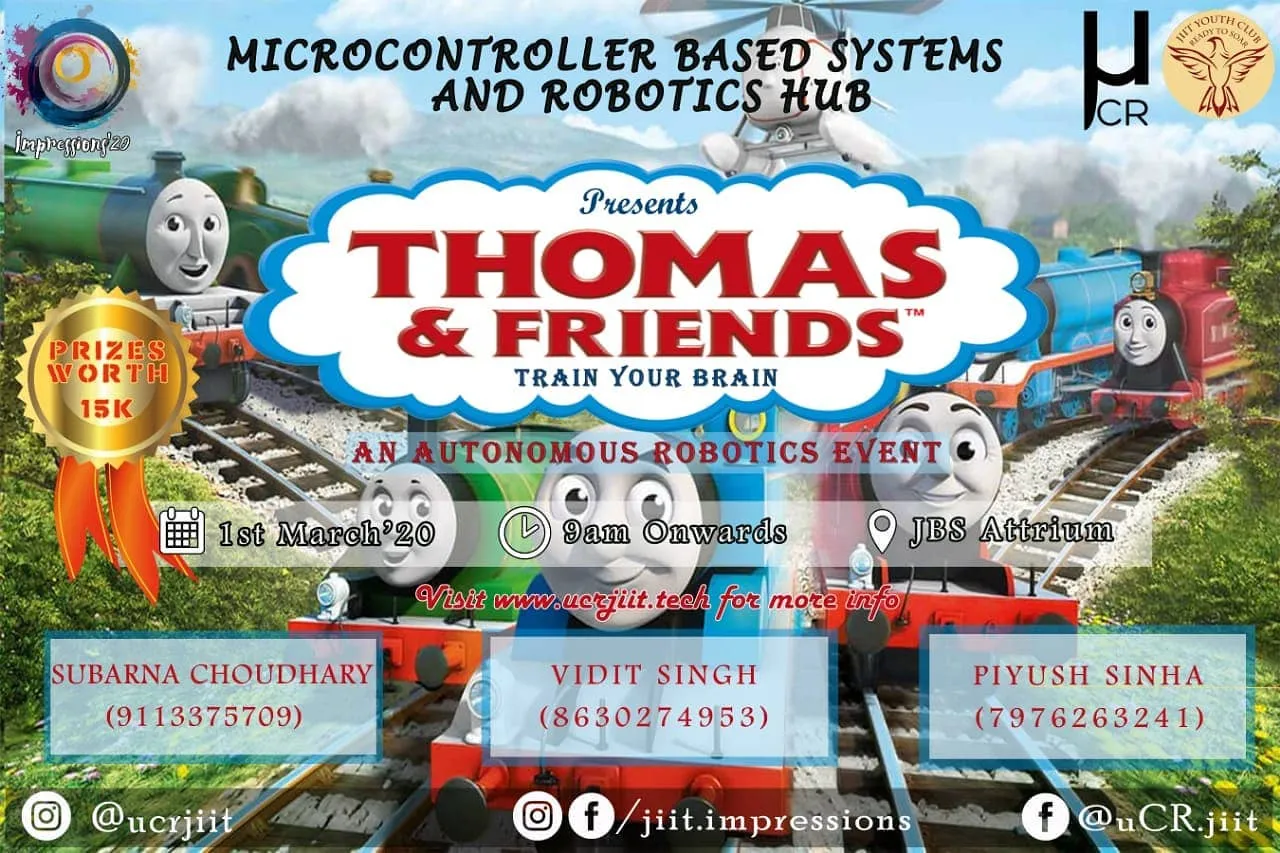 Impressions'20
MICROCONTROLLER BASED SYSTEMS
AND ROBOTICS HUB
μCR
JIIT YOUTH CLUB
READY TO SOAR
Presents
THOMAS
& FRIENDS™
TRAIN YOUR BRAIN
PRIZES
WORTH
15K
AN AUTONOMOUS ROBOTICS EVENT
1st March'20
9am Onwards
JBS Attrium
Visit www.ucrjiit.tech for more info
SUBARNA CHOUDHARY
(9113375709)
VIDIT SINGH
(8630274953)
PIYUSH SINHA
(7976263241)
@ucrjiit
/jiit.impressions
@uCR.jiit